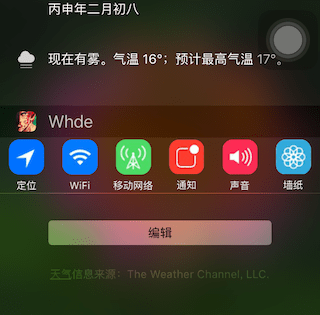 丙申年二月初八
现在有雾。气温 16°；预计最高气温 17°。
Whde
定位 WiFi 移动网络 通知 声音 墙纸
编辑
天气信息来源：The Weather Channel, LLC.